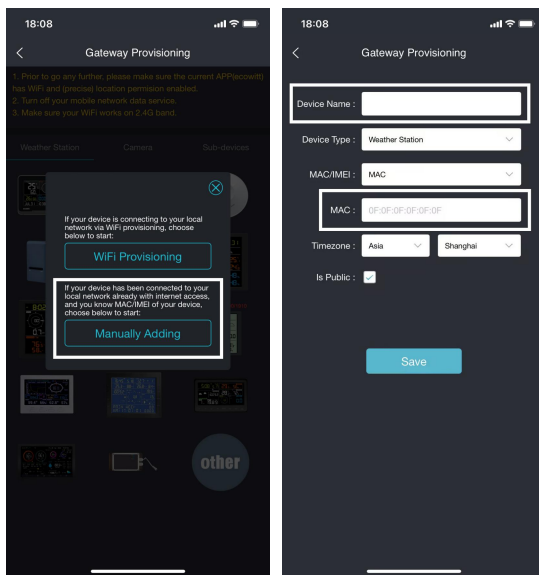 18:08
Gateway Provisioning
1. Prior to go any further, please make sure the current APP(ecowitt)
has WiFi and (precise) location permision enabled.
2. Turn off your mobile network data service.
3. Make sure your WiFi works on 2.4G band.
Weather Station Camera Sub-devices
If your device is connecting to your local
network via WiFi provisioning, choose
below to start:
WiFi Provisioning
If your device has been connected to your
local network already with internet access,
and you know MAC/IMEI of your device,
choose below to start:
Manually Adding
other
18:08
Gateway Provisioning
Device Name :
Device Type : Weather Station
MAC/IMEI : MAC
MAC : 0F:0F:0F:0F:0F:0F
Timezone : Asia Shanghai
Is Public :
Save